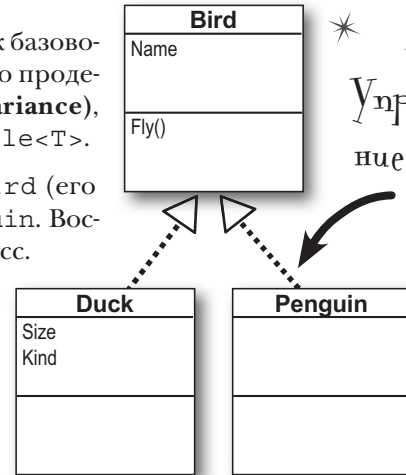 к базово-
о проде-
ariance),
le<T>.
rd (его
uin. Вос-
сс.
Упр
ние
Bird
Name
Fly()
Duck
Size
Kind
Penguin